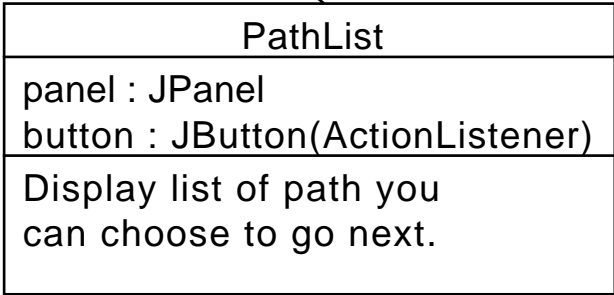 PathList
panel : JPanel
button : JButton(ActionListener)
Display list of path you
can choose to go next.